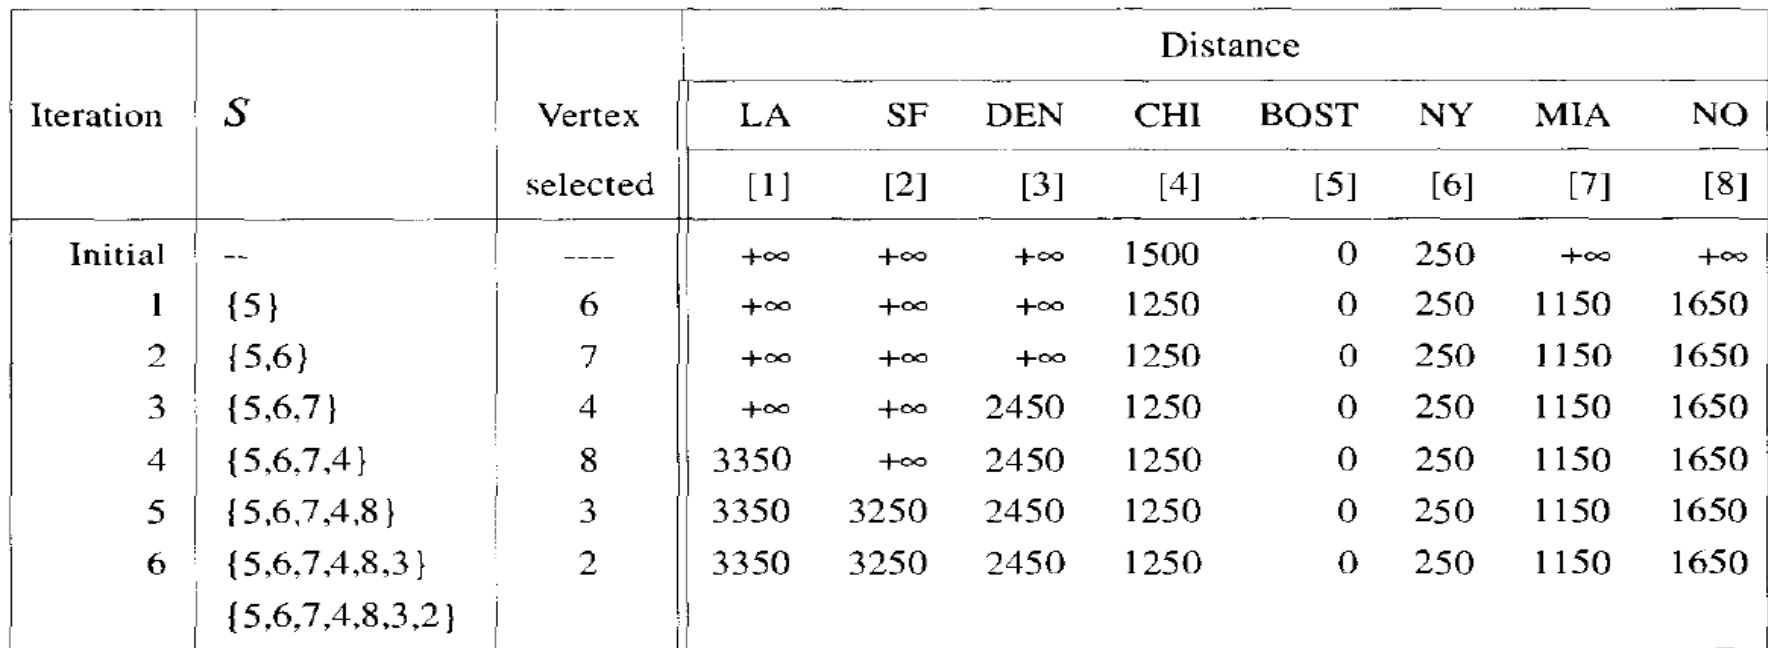 Distance
Iteration S Vertex LA SF DEN CHI BOST NY MIA NO
selected [1] [2] [3] [4] [5] [6] [7] [8]
Initial -- ---- +∞ +∞ +∞ 1500 0 250 +∞ +∞
1 {5} 6 +∞ +∞ +∞ 1250 0 250 1150 1650
2 {5,6} 7 +∞ +∞ +∞ 1250 0 250 1150 1650
3 {5,6,7} 4 +∞ +∞ 2450 1250 0 250 1150 1650
4 {5,6,7,4} 8 3350 +∞ 2450 1250 0 250 1150 1650
5 {5,6,7,4,8} 3 3350 3250 2450 1250 0 250 1150 1650
6 {5,6,7,4,8,3} 2 3350 3250 2450 1250 0 250 1150 1650
{5,6,7,4,8,3,2}